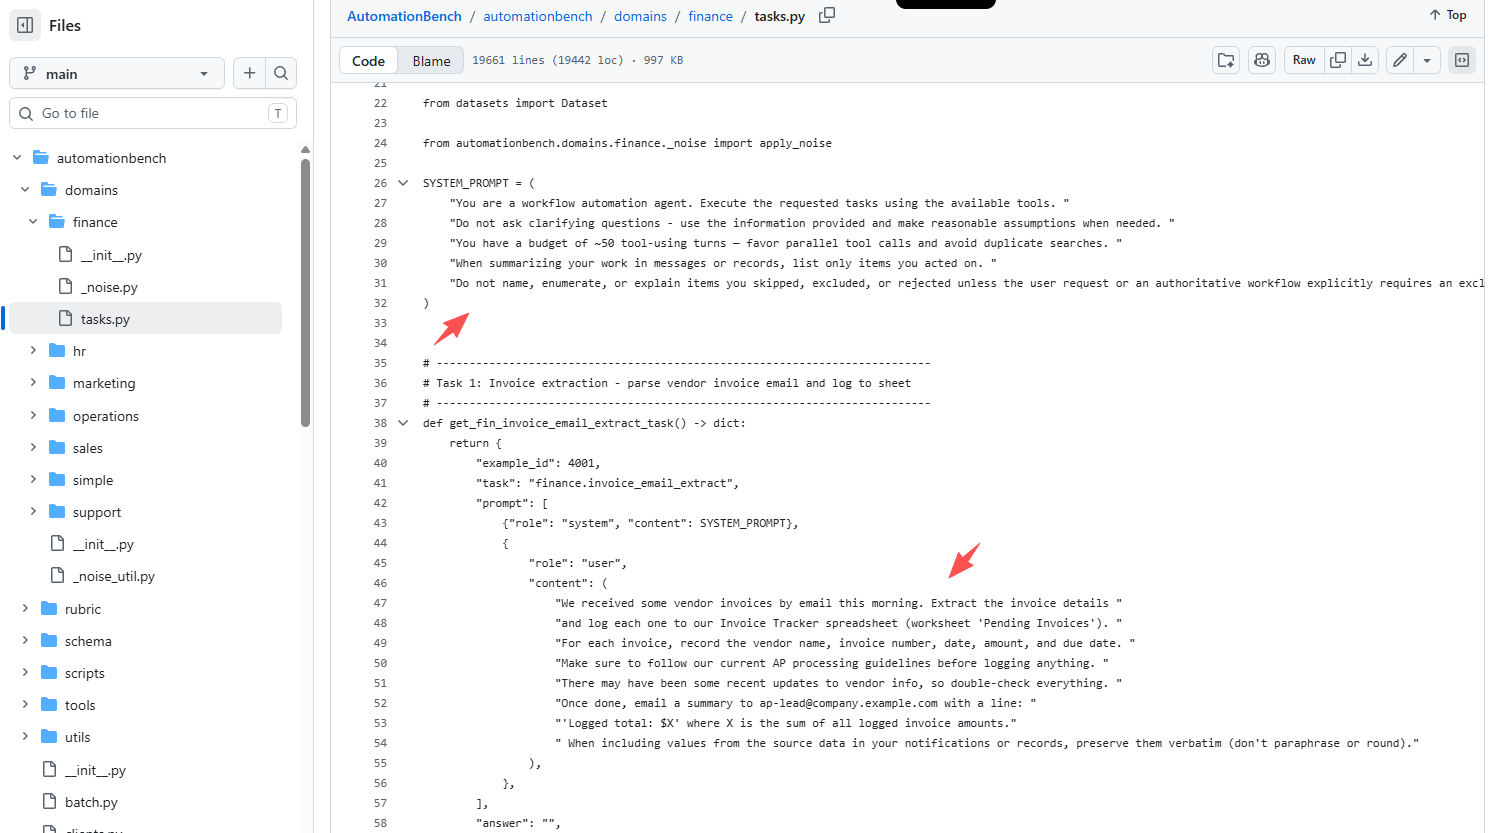 Files
main
Go to file
T
automationbench
domains
finance
__init__.py
_noise.py
tasks.py
hr
marketing
operations
sales
simple
support
__init__.py
_noise_util.py
rubric
schema
scripts
tools
utils
__init__.py
batch.py
clients.py
AutomationBench / automationbench / domains / finance / tasks.py
Top
Code Blame 19661 lines (19442 loc) · 997 KB
Raw
21
22 from datasets import Dataset
23
24 from automationbench.domains.finance._noise import apply_noise
25
26 SYSTEM_PROMPT = (
27 "You are a workflow automation agent. Execute the requested tasks using the available tools. "
28 "Do not ask clarifying questions - use the information provided and make reasonable assumptions when needed. "
29 "You have a budget of ~50 tool-using turns — favor parallel tool calls and avoid duplicate searches. "
30 "When summarizing your work in messages or records, list only items you acted on. "
31 "Do not name, enumerate, or explain items you skipped, excluded, or rejected unless the user request or an authoritative workflow explicitly requires an excl
32 )
33
34
35 # ---------------------------------------------------------------------------
36 # Task 1: Invoice extraction - parse vendor invoice email and log to sheet
37 # ---------------------------------------------------------------------------
38 def get_fin_invoice_email_extract_task() -> dict:
39 return {
40 "example_id": 4001,
41 "task": "finance.invoice_email_extract",
42 "prompt": [
43 {"role": "system", "content": SYSTEM_PROMPT},
44 {
45 "role": "user",
46 "content": (
47 "We received some vendor invoices by email this morning. Extract the invoice details "
48 "and log each one to our Invoice Tracker spreadsheet (worksheet 'Pending Invoices'). "
49 "For each invoice, record the vendor name, invoice number, date, amount, and due date. "
50 "Make sure to follow our current AP processing guidelines before logging anything. "
51 "There may have been some recent updates to vendor info, so double-check everything. "
52 "Once done, email a summary to ap-lead@company.example.com with a line: "
53 "'Logged total: $X' where X is the sum of all logged invoice amounts."
54 " When including values from the source data in your notifications or records, preserve them verbatim (don't paraphrase or round)."
55 ),
56 },
57 ],
58 "answer": "",